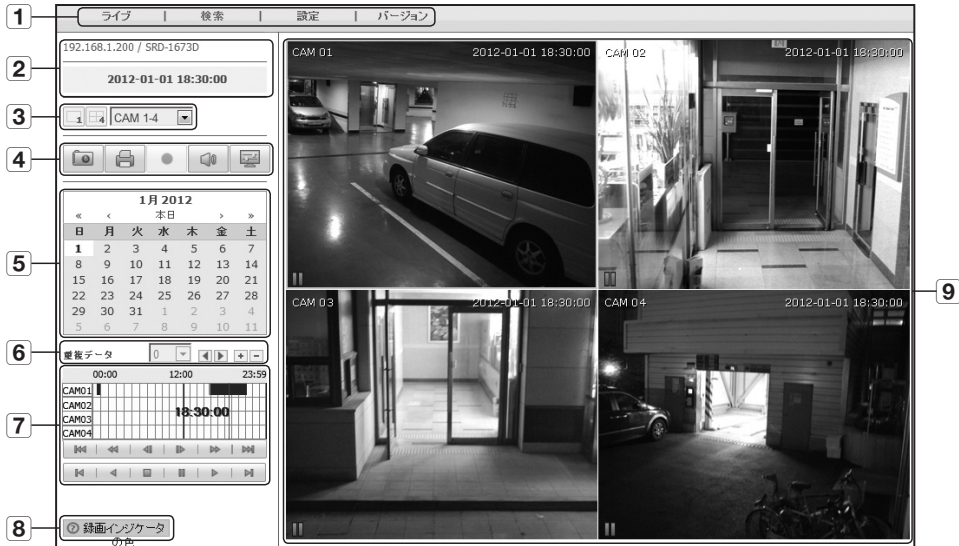 1 ライブ | 検索 | 設定 | バージョン
2 192.168.1.200 / SRD-1673D
2012-01-01 18:30:00
3 1 4 CAM 1-4
4
5 1月 2012
« ‹ 本日 › »
日 月 火 水 木 金 土
1 2 3 4 5 6 7
8 9 10 11 12 13 14
15 16 17 18 19 20 21
22 23 24 25 26 27 28
29 30 31 1 2 3 4
5 6 7 8 9 10 11
6 重複データ 0 + -
7 00:00 12:00 23:59
CAM01
CAM02
18:30:00
CAM03
CAM04
8 ? 録画インジケータ
の色
CAM 01 2012-01-01 18:30:00
CAM 02 2012-01-01 18:30:00
CAM 03 2012-01-01 18:30:00
CAM 04 2012-01-01 18:30:00
9